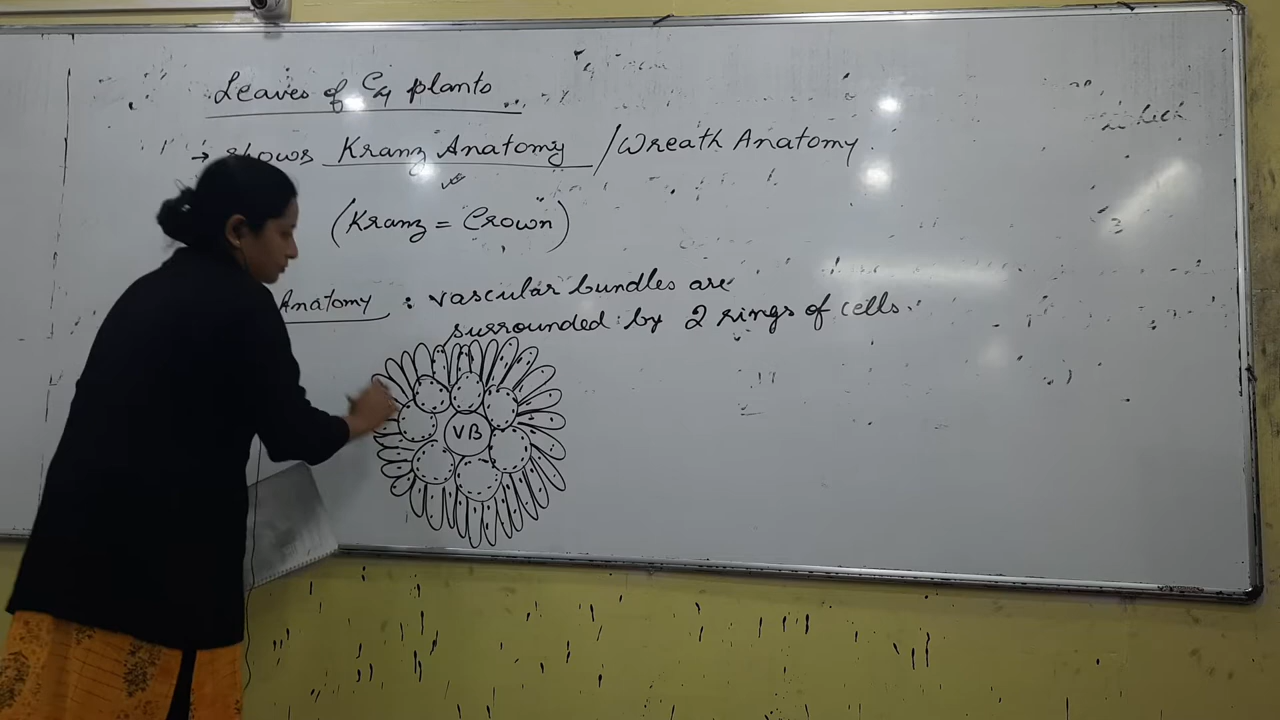 Leaves of C4 plants
→ shows Kranz Anatomy / Wreath Anatomy.
(Kranz = Crown)
Anatomy : vascular bundles are
surrounded by 2 rings of cells.
VB